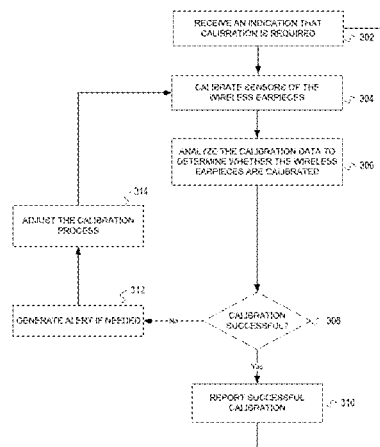 RECEIVE AN INDICATION THAT
CALIBRATION IS REQUIRED
302
CALIBRATE SENSORS OF THE
WIRELESS EARPIECES
304
ANALYZE THE CALIBRATION DATA TO
DETERMINE WHETHER THE WIRELESS
EARPIECES ARE CALIBRATED
306
314
ADJUST THE CALIBRATION
PROCESS
312
GENERATE ALERT IF NEEDED
No
CALIBRATION
SUCCESSFUL?
308
Yes
REPORT SUCCESSFUL
CALIBRATION
310